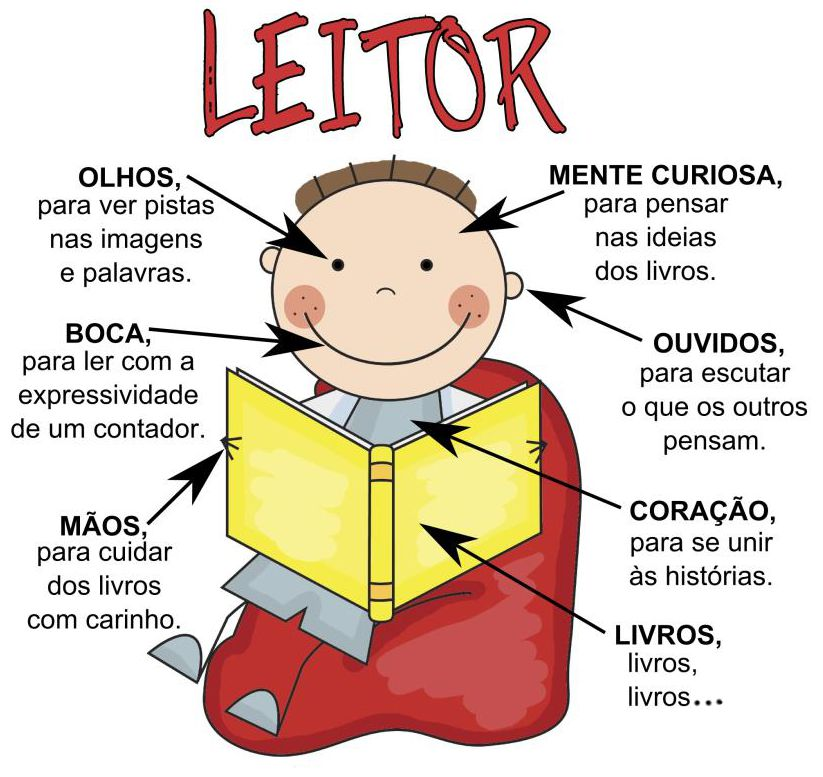 LEITOR
OLHOS,
para ver pistas
nas imagens
e palavras.
BOCA,
para ler com a
expressividade
de um contador.
MÃOS,
para cuidar
dos livros
com carinho.
MENTE CURIOSA,
para pensar
nas ideias
dos livros.
OUVIDOS,
para escutar
o que os outros
pensam.
CORAÇÃO,
para se unir
às histórias.
LIVROS,
livros,
livros...